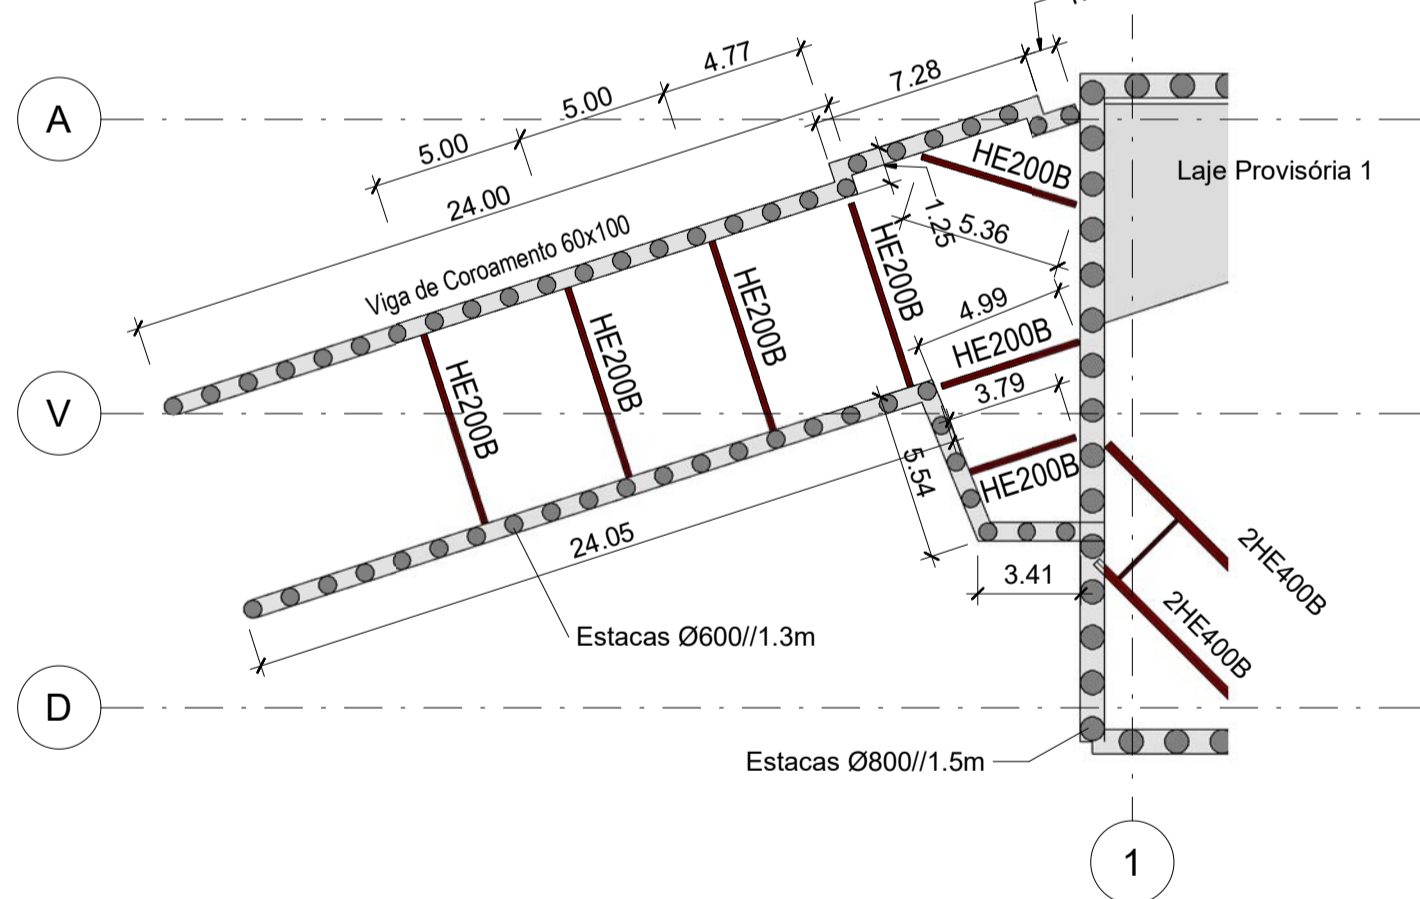 4.77
7.28
5.00
A
5.00
HE200B
Laje Provisória 1
24.00
1.25
5.36
Viga de Coroamento 60x100
HE200B
HE200B
4.99
HE200B
HE200B
HE200B
3.79
V
5.54
HE200B
24.05
2HE400B
3.41
2HE400B
Estacas Ø600//1.3m
D
Estacas Ø800//1.5m
1